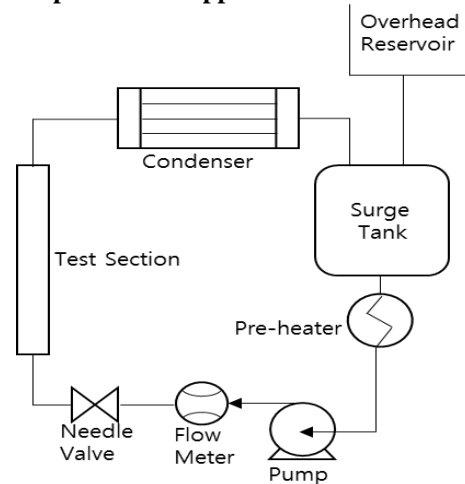 Overhead
Reservoir
Condenser
Surge
Tank
Test Section
Pre-heater
Needle
Valve
Flow
Meter
Pump